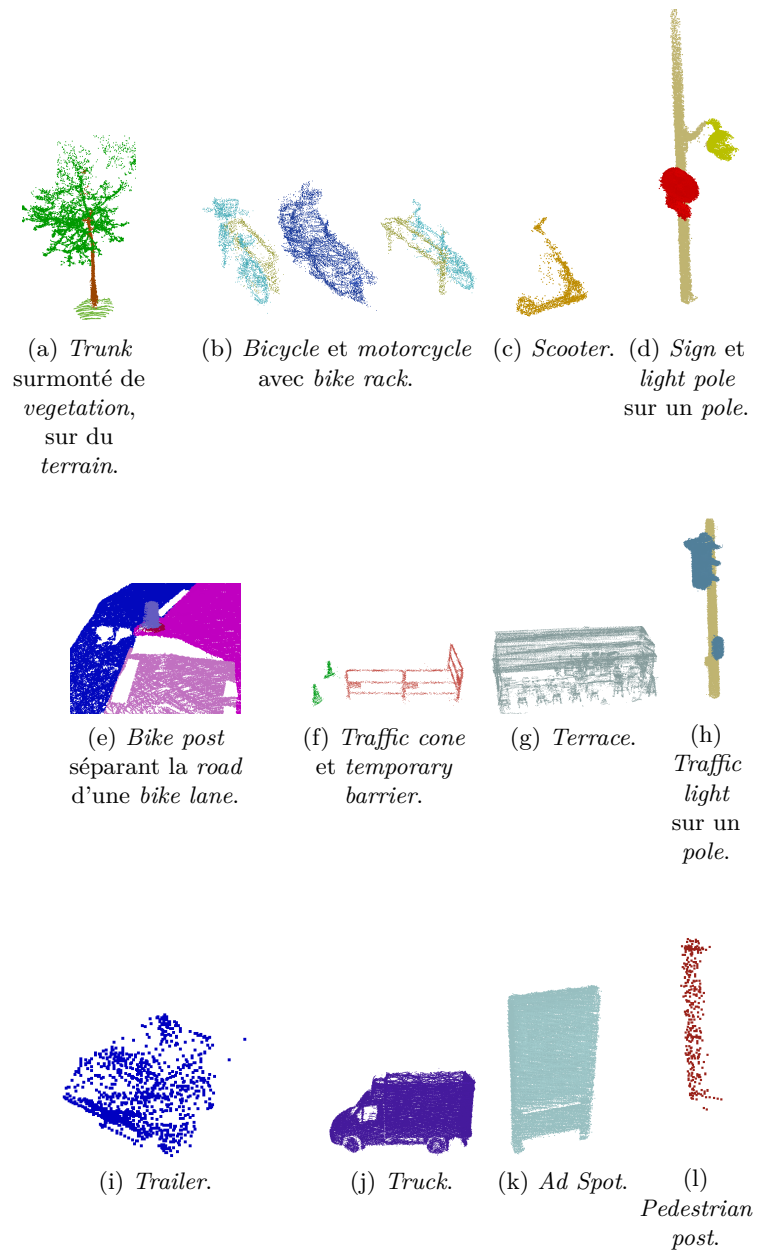 (a) Trunk
surmonté de
vegetation,
sur du
terrain.
(b) Bicycle et motorcycle
avec bike rack.
(c) Scooter.
(d) Sign et
light pole
sur un pole.
(e) Bike post
séparant la road
d'une bike lane.
(f) Traffic cone
et temporary
barrier.
(g) Terrace.
(h)
Traffic
light
sur un
pole.
(i) Trailer.
(j) Truck.
(k) Ad Spot.
(l)
Pedestrian
post.